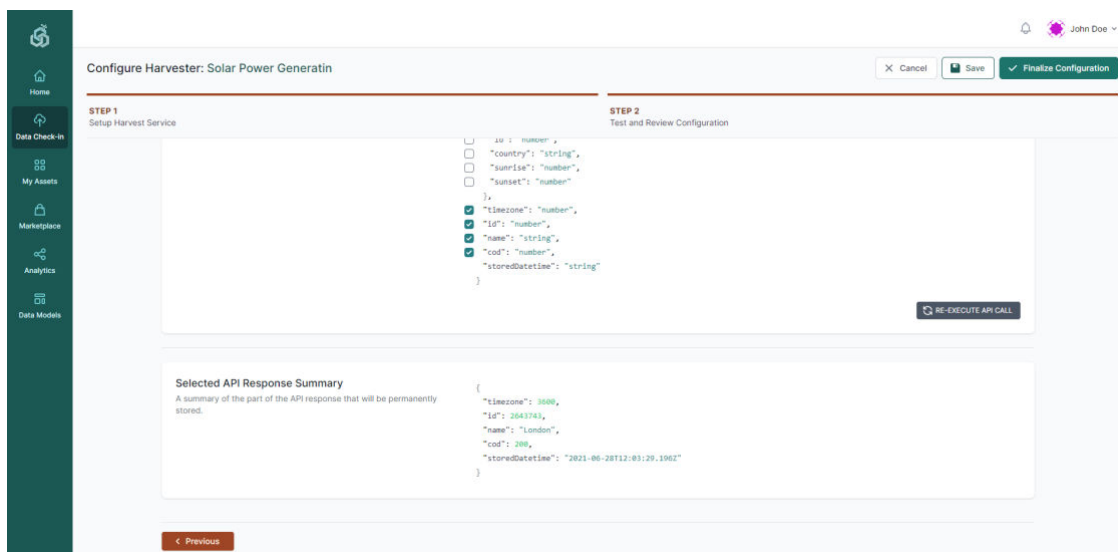 John Doe
Configure Harvester: Solar Power Generatin
Cancel
Save
Finalize Configuration
Home
Data Check-in
My Assets
Marketplace
Analytics
Data Models
STEP 1
Setup Harvest Service
STEP 2
Test and Review Configuration
"id": "number",
"country": "string",
"sunrise": "number",
"sunset": "number"
},
"timezone": "number",
"id": "number",
"name": "string",
"cod": "number",
"storedDatetime": "string"
}
RE-EXECUTE API CALL
Selected API Response Summary
A summary of the part of the API response that will be permanently
stored.
{
"timezone": 3600,
"id": 2643743,
"name": "London",
"cod": 200,
"storedDatetime": "2021-06-28T12:03:29.196Z"
}
Previous